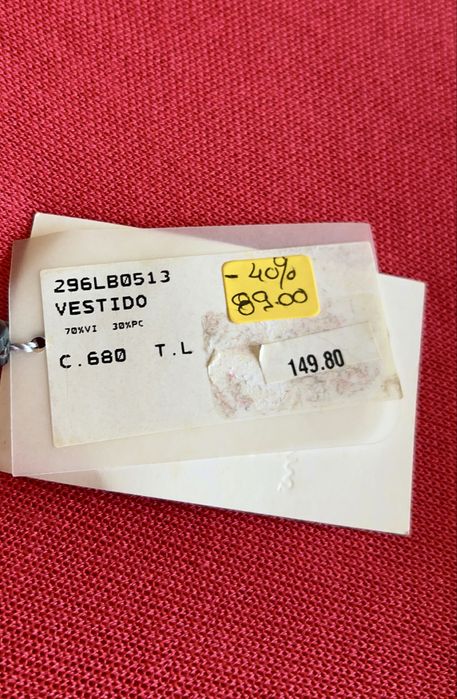 296LB0513
VESTIDO
70%VI 30%PC
C.680 T.L
- 40%
89.00
149.80